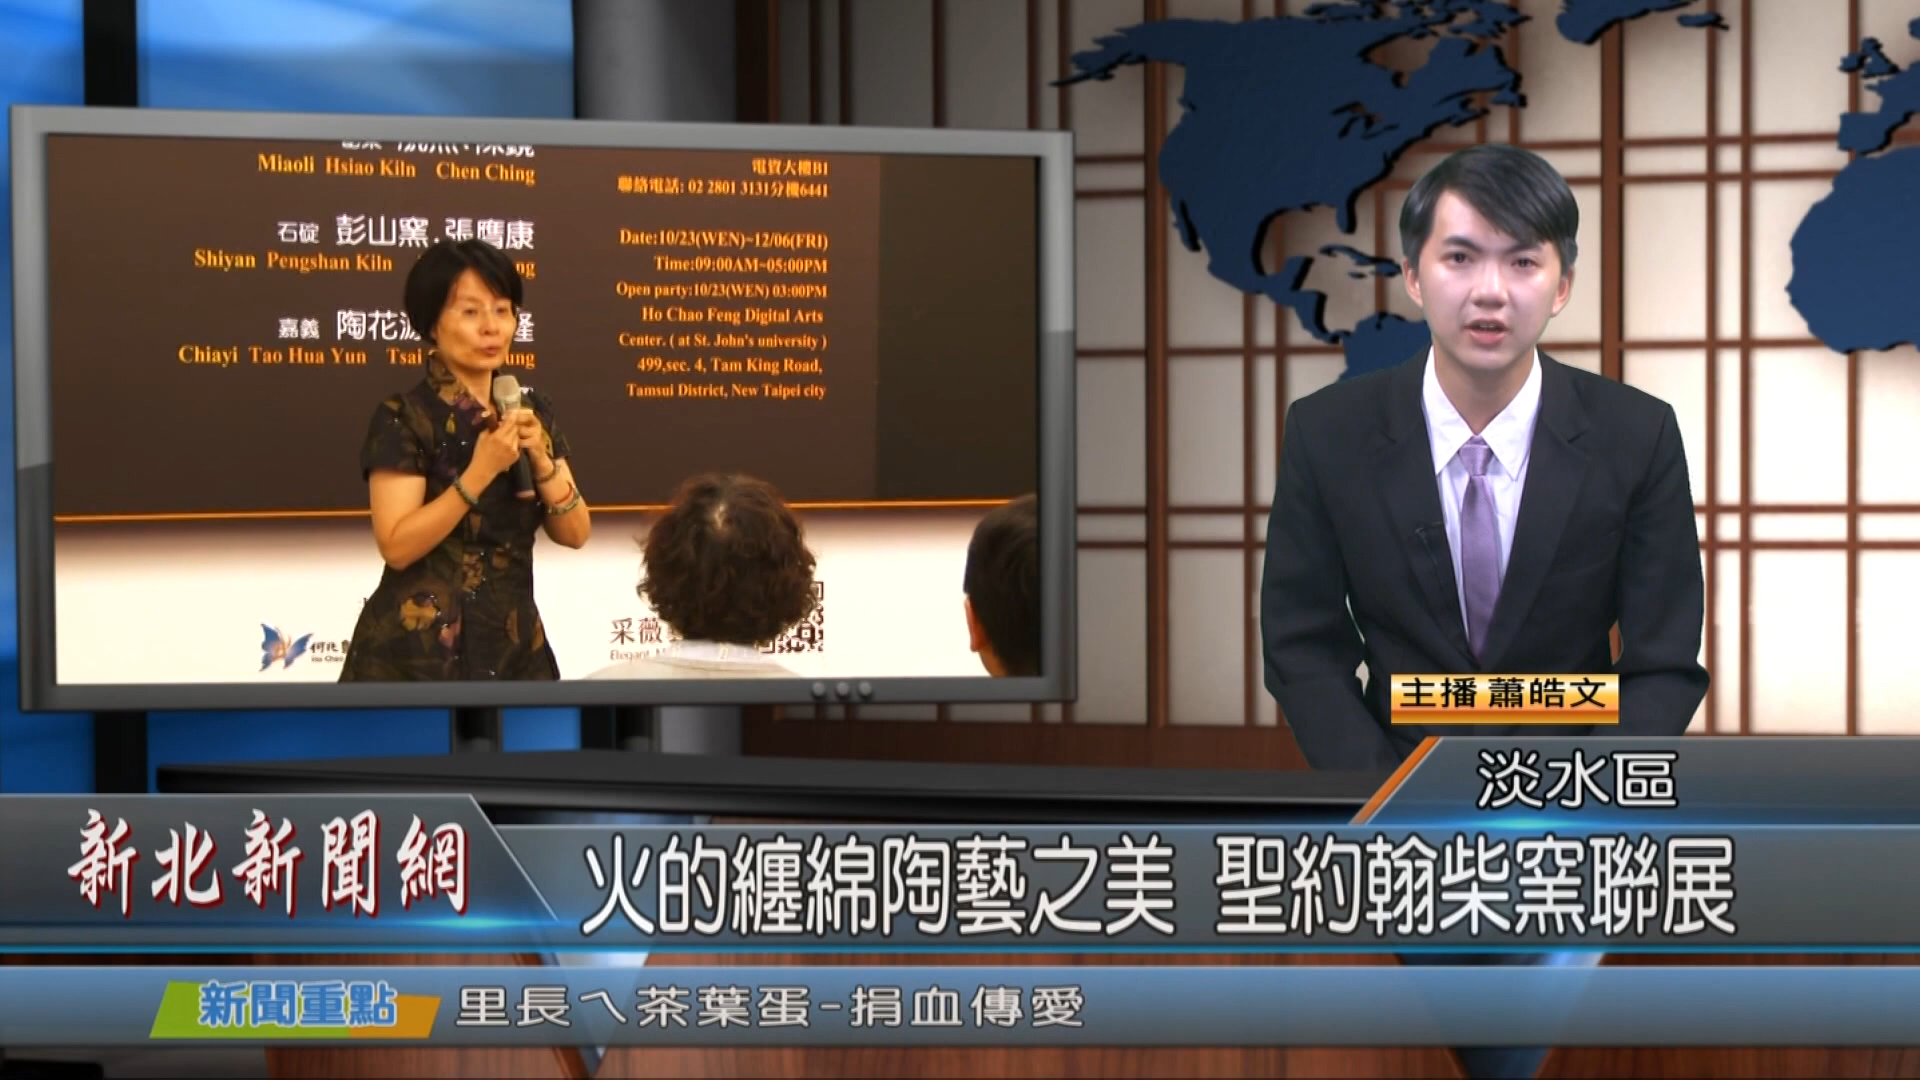 Miaoli Hsiao Kiln Chen Ching
石碇 彭山窯.張膺康
Shiyan Pengshan Kiln
嘉義 陶花
Chiayi Tao Hua Yun Tsai
電資大樓B1
聯絡電話: 02 2801 3131分機6441
Date:10/23(WEN)~12/06(FRI)
Time:09:00AM~05:00PM
Open party:10/23(WEN) 03:00PM
Ho Chao Feng Digital Arts
Center. ( at St. John's university )
499,sec. 4, Tam King Road,
Tamsui District, New Taipei city
采薇
主播 蕭皓文
淡水區
新北新聞網
火的纏綿陶藝之美 聖約翰柴窯聯展
新聞重點
里長ㄟ茶葉蛋-捐血傳愛